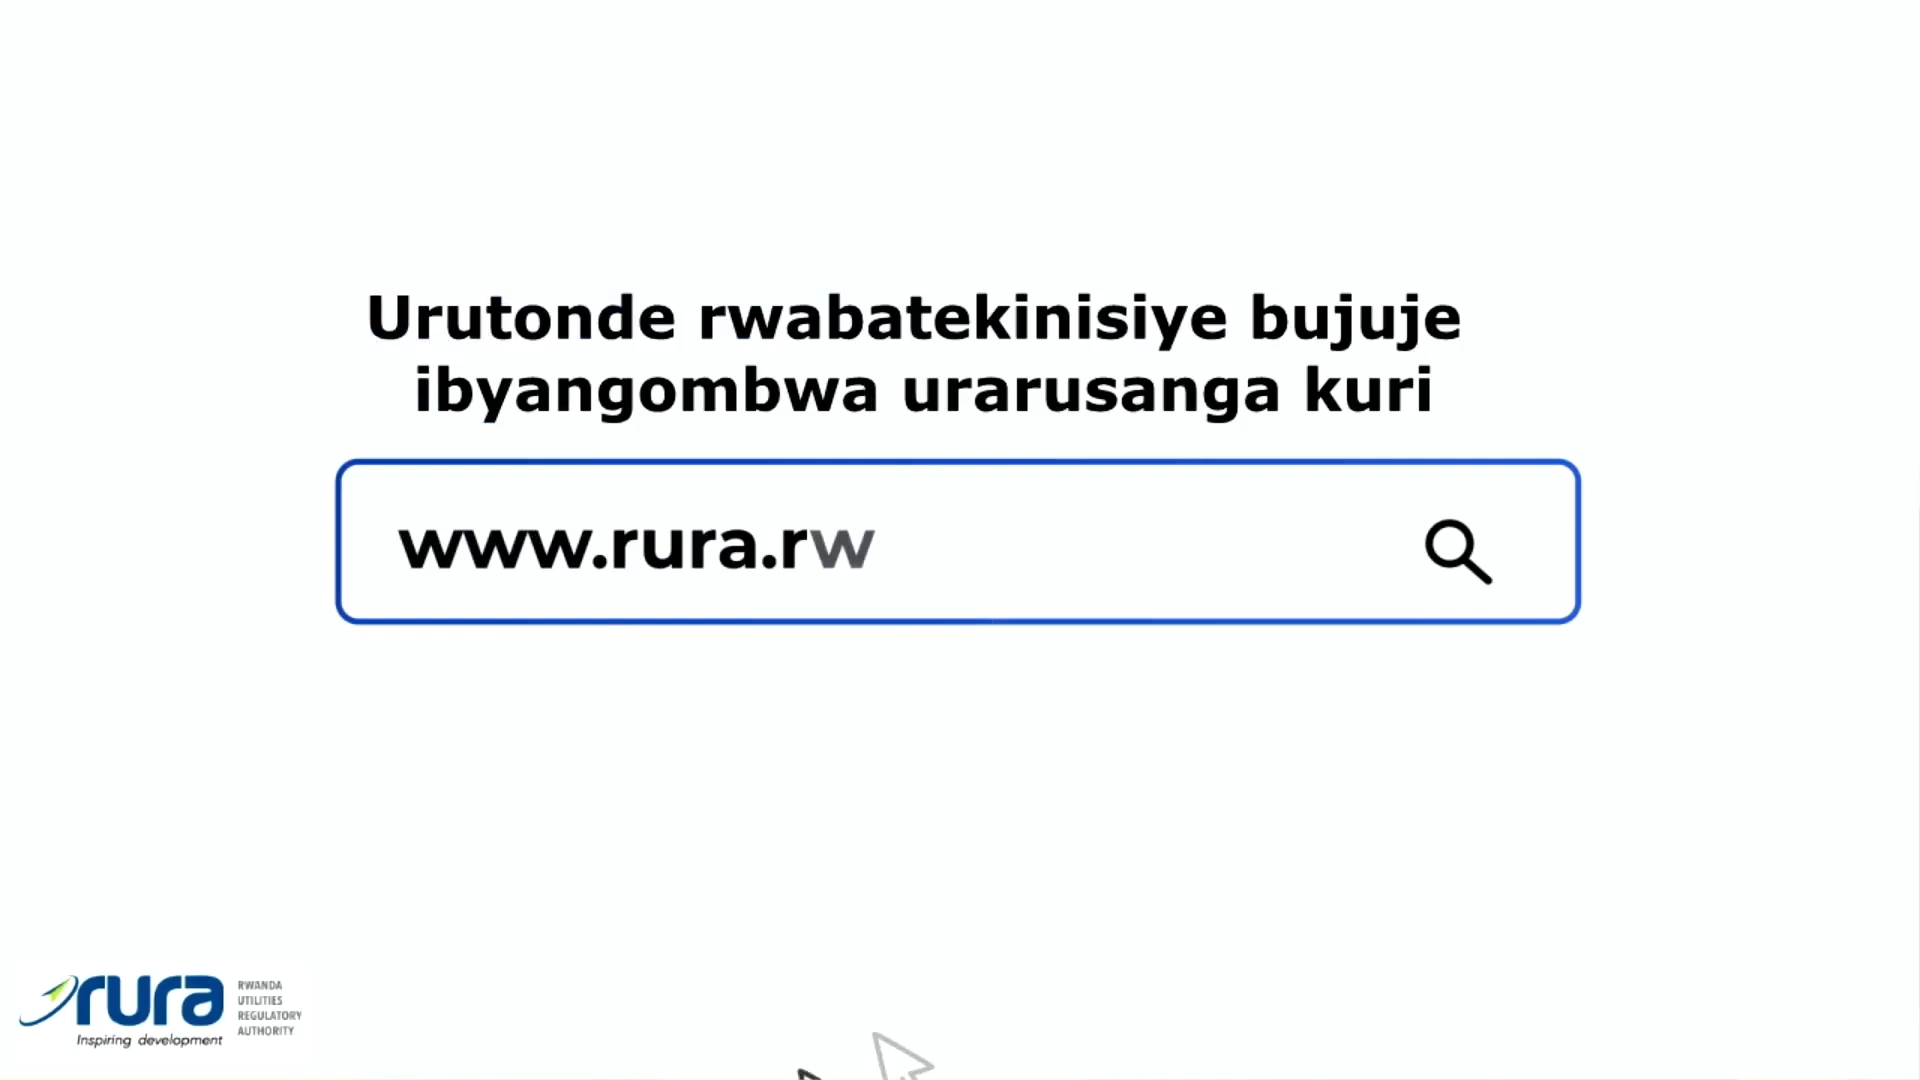 Urutonde rwabatekinisiye bujuje
ibyangombwa urarusanga kuri
www.rura.rw
rura
Inspiring development
RWANDA
UTILITIES
REGULATORY
AUTHORITY